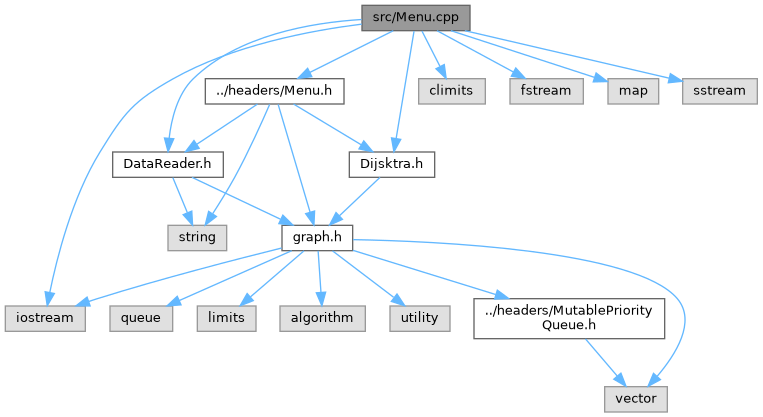 src/Menu.cpp
../headers/Menu.h
climits
fstream
map
sstream
DataReader.h
Dijsktra.h
string
graph.h
iostream
queue
limits
algorithm
utility
../headers/MutablePriority
Queue.h
vector